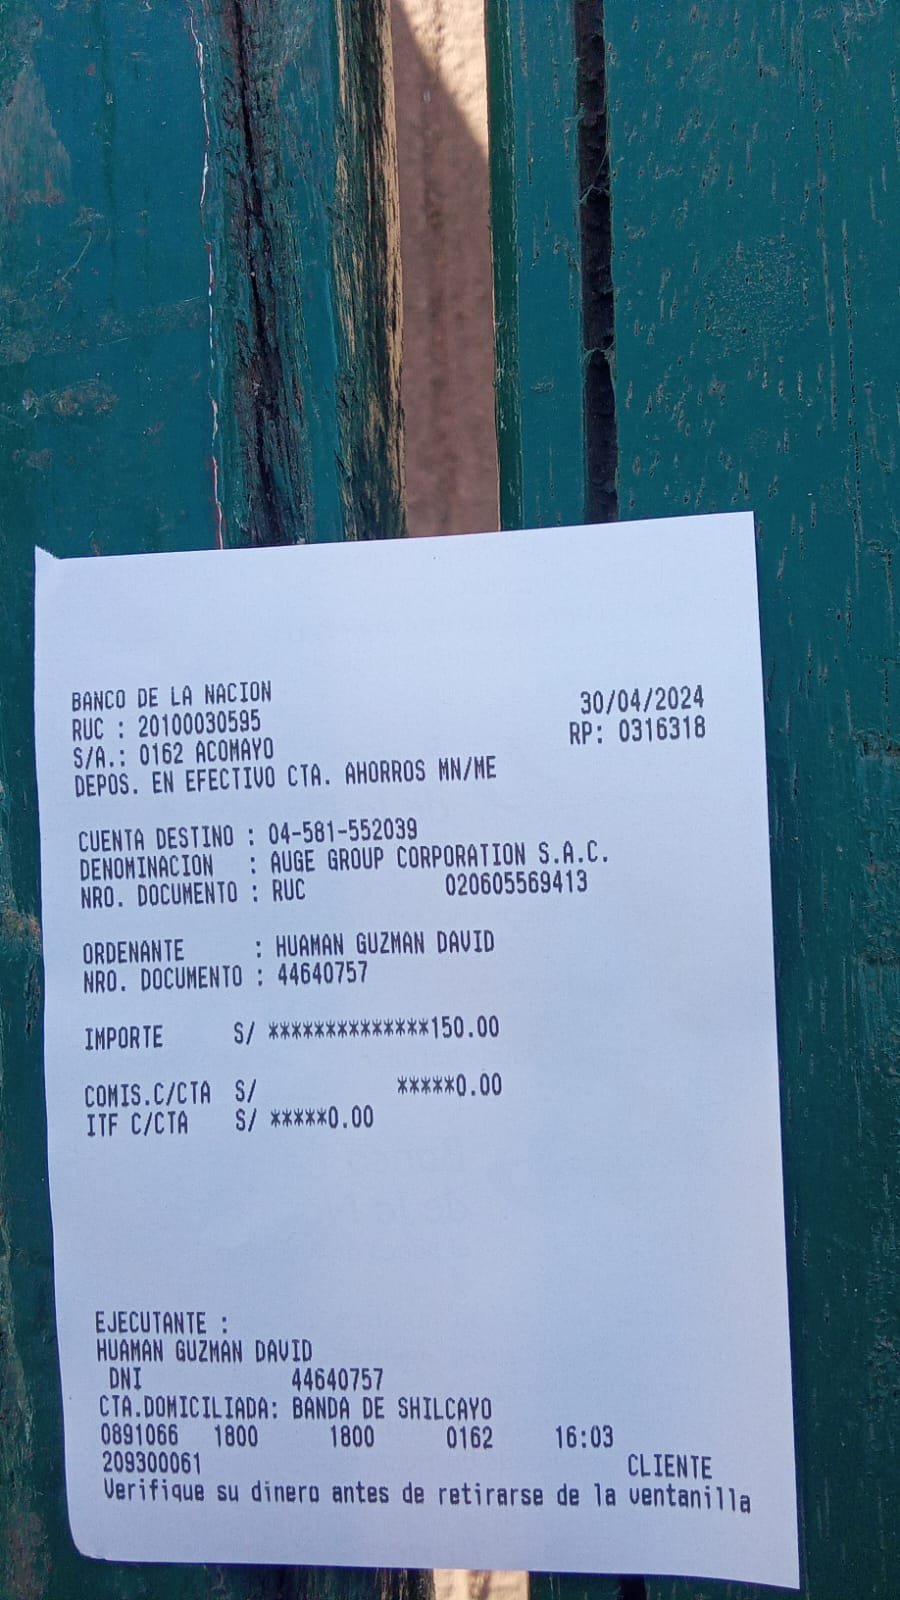 BANCO DE LA NACION 30/04/2024
RUC : 20100030595 RP: 0316318
S/A.: 0162 ACOMAYO
DEPOS. EN EFECTIVO CTA. AHORROS MN/ME
CUENTA DESTINO : 04-581-552039
DENOMINACION : AUGE GROUP CORPORATION S.A.C.
NRO. DOCUMENTO : RUC 020605569413
ORDENANTE : HUAMAN GUZMAN DAVID
NRO. DOCUMENTO : 44640757
IMPORTE S/ **************150.00
COMIS.C/CTA S/ *****0.00
ITF C/CTA S/ *****0.00
EJECUTANTE :
HUAMAN GUZMAN DAVID
DNI 44640757
CTA.DOMICILIADA: BANDA DE SHILCAYO
0891066 1800 1800 0162 16:03
209300061 CLIENTE
Verifique su dinero antes de retirarse de la ventanilla